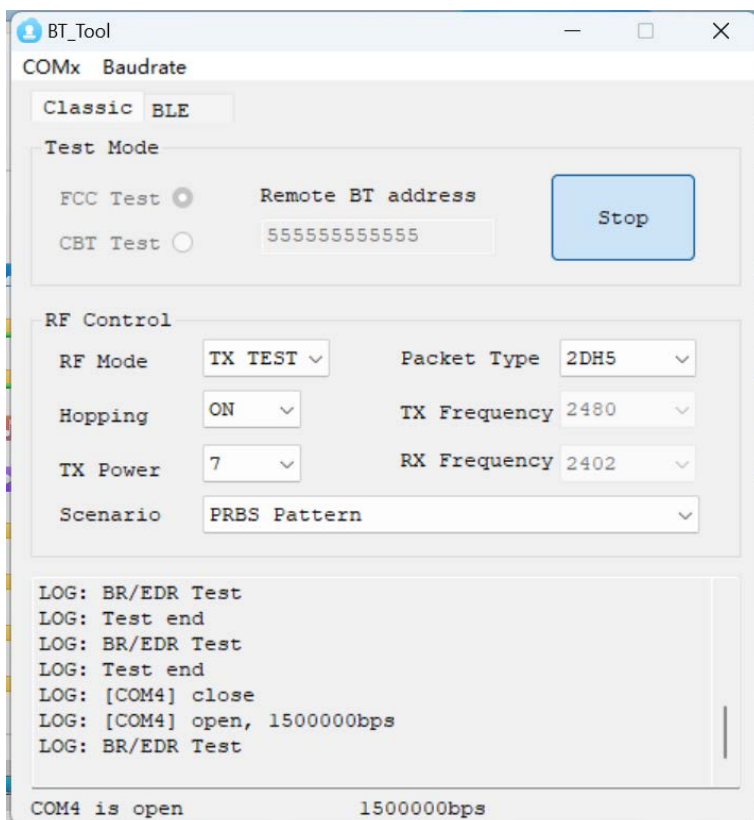 BT_Tool
COMx Baudrate
Classic BLE
Test Mode
FCC Test Remote BT address
Stop
CBT Test 555555555555
RF Control
RF Mode TX TEST Packet Type 2DH5
Hopping ON TX Frequency 2480
TX Power 7 RX Frequency 2402
Scenario PRBS Pattern
LOG: BR/EDR Test
LOG: Test end
LOG: BR/EDR Test
LOG: Test end
LOG: [COM4] close
LOG: [COM4] open, 1500000bps
LOG: BR/EDR Test
COM4 is open 1500000bps